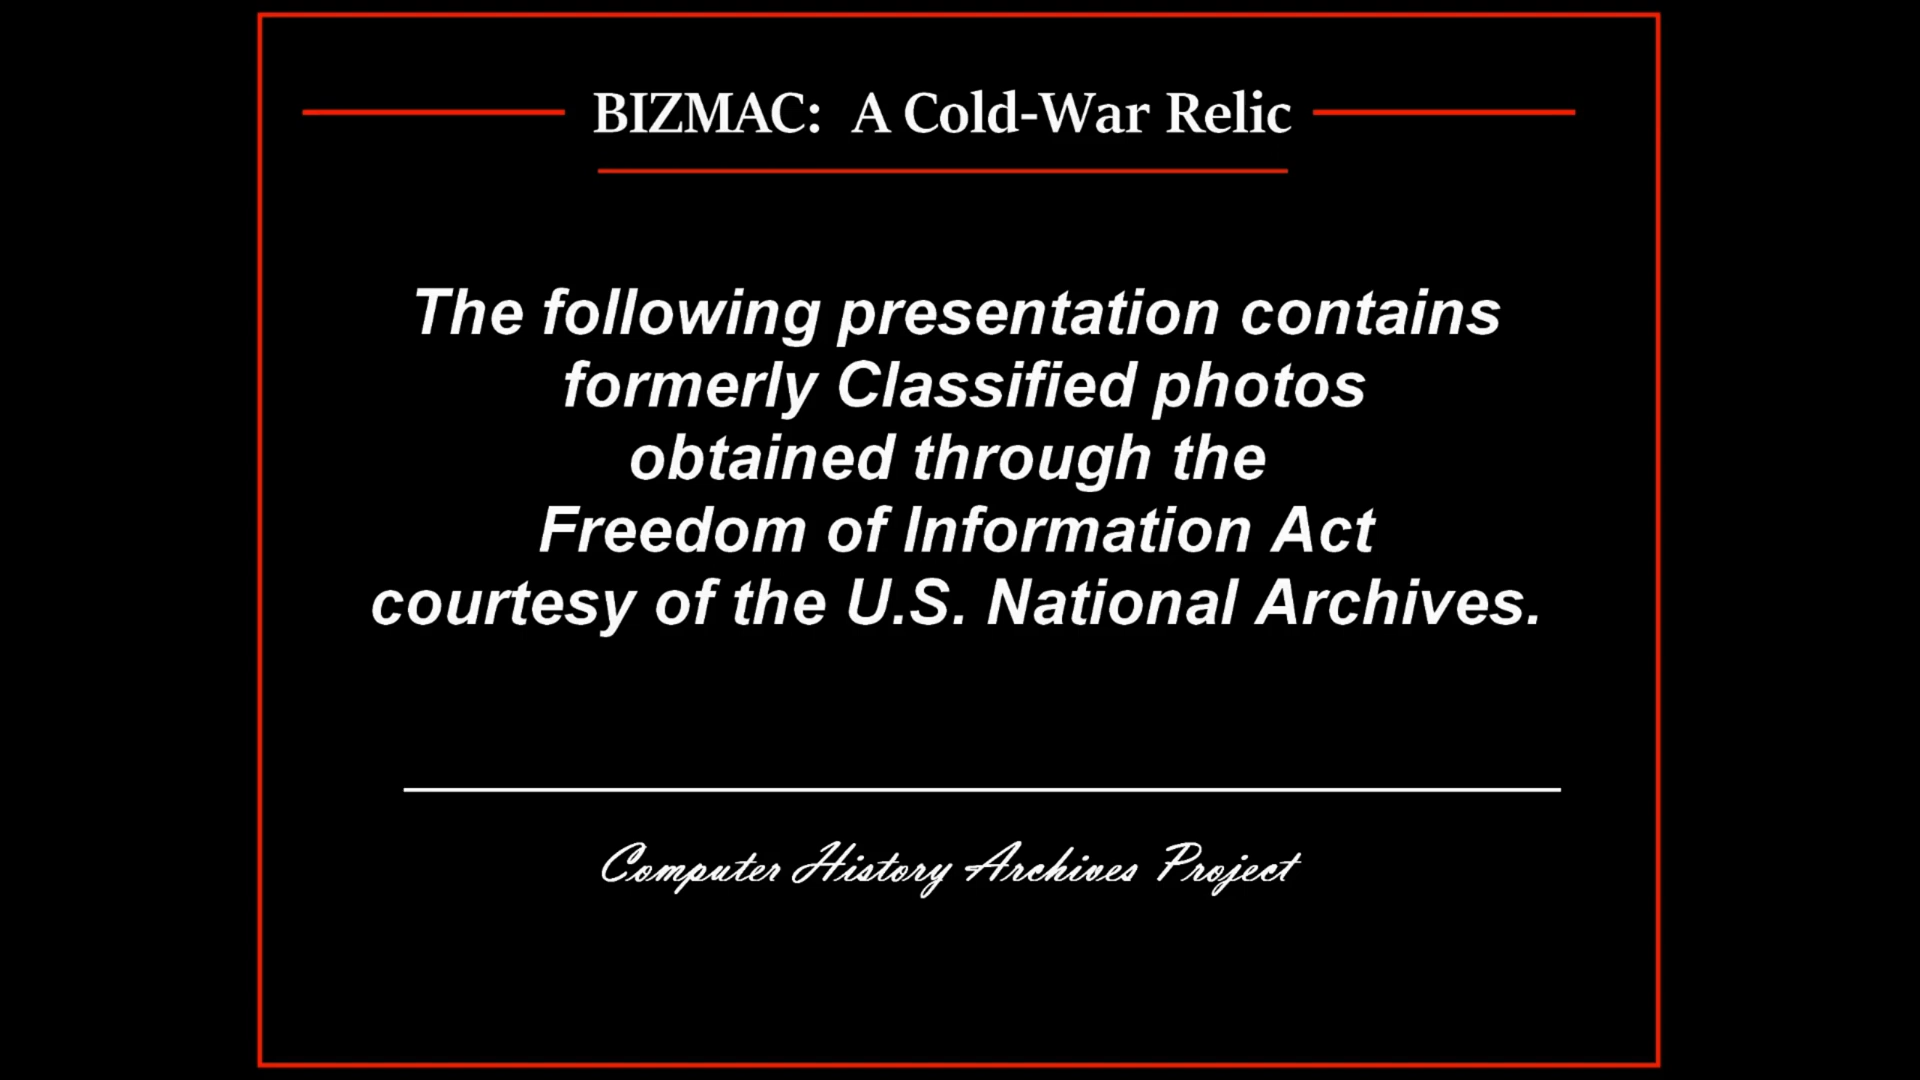 BIZMAC: A Cold-War Relic
The following presentation contains
formerly Classified photos
obtained through the
Freedom of Information Act
courtesy of the U.S. National Archives.
Computer History Archives Project